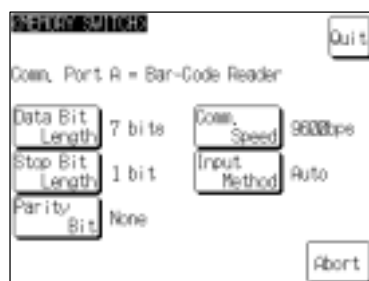 <MEMORY SWITCH>
Quit
Comm. Port A = Bar-Code Reader
Data Bit
Length
7 bits
Comm.
Speed
9600bps
Stop Bit
Length
1 bit
Input
Method
Auto
Parity
Bit
None
Abort